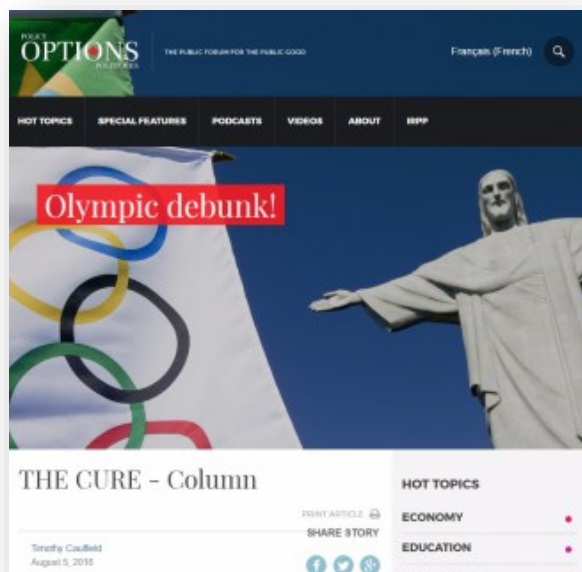 POLICY
OPTIONS
POLITIQUES
THE PUBLIC FORUM FOR THE PUBLIC GOOD
Français (French)
HOT TOPICS SPECIAL FEATURES PODCASTS VIDEOS ABOUT IRPP
Olympic debunk!
THE CURE - Column
PRINT ARTICLE
SHARE STORY
Timothy Caulfield
August 5, 2016
HOT TOPICS
ECONOMY
EDUCATION